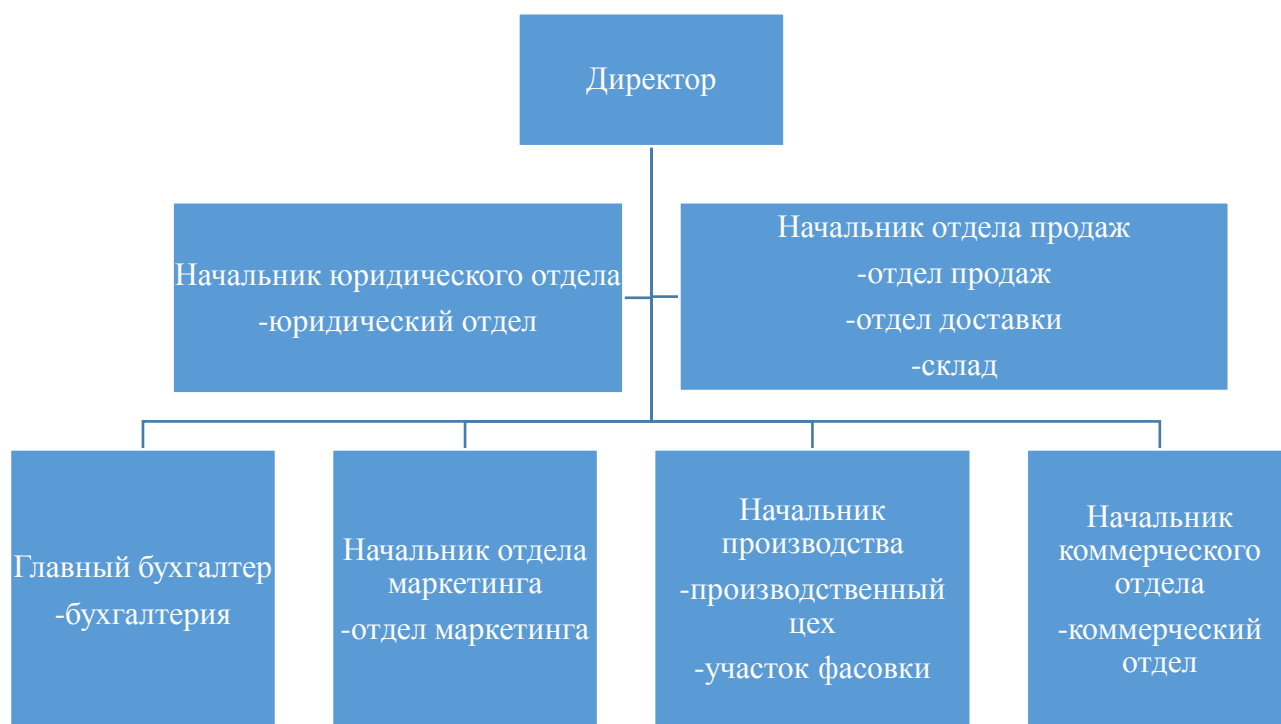 Директор
Начальник юридического отдела
-юридический отдел
Начальник отдела продаж
-отдел продаж
-отдел доставки
-склад
Главный бухгалтер
-бухгалтерия
Начальник отдела
маркетинга
-отдел маркетинга
Начальник
производства
-производственный
цех
-участок фасовки
Начальник
коммерческого
отдела
-коммерческий
отдел